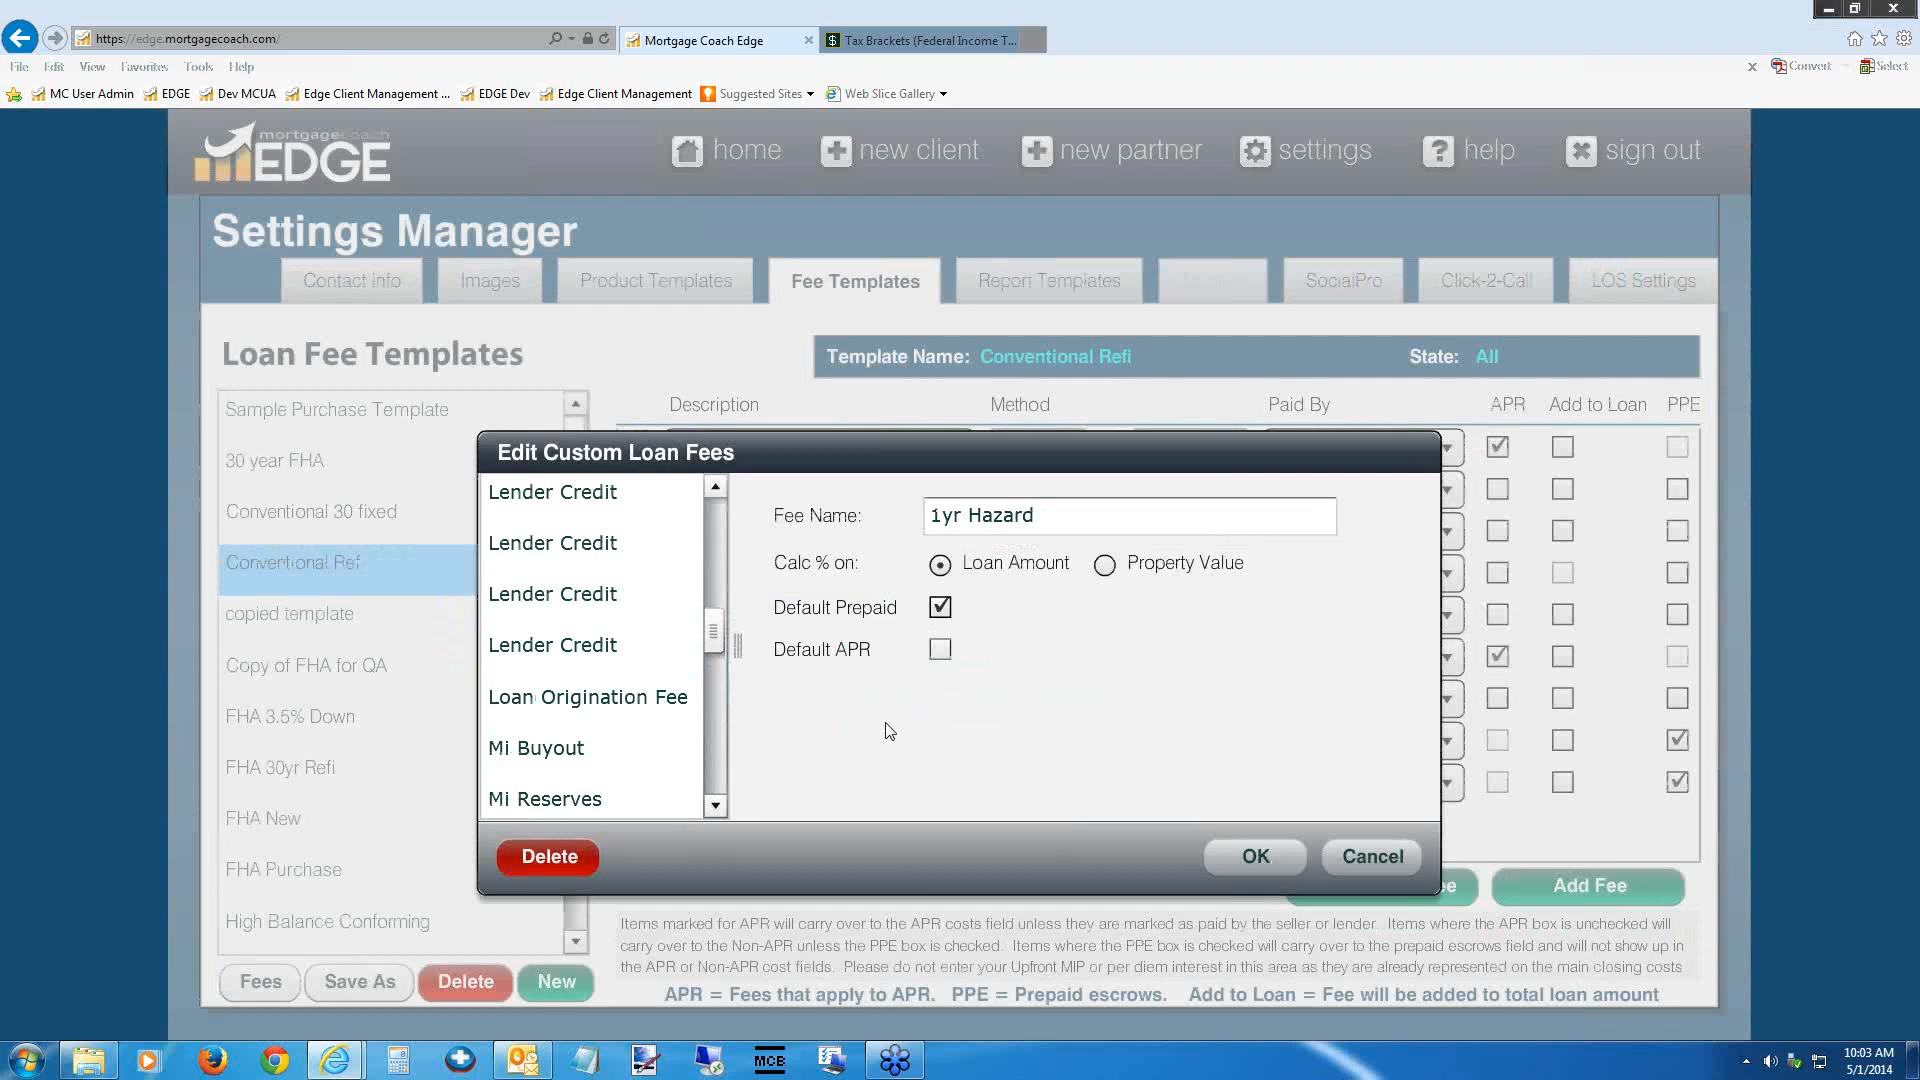 https://edge.mortgagecoach.com/
Mortgage Coach Edge
Tax Brackets (Federal Income T...
File Edit View Favorites Tools Help
Convert Select
MC User Admin EDGE Dev MCUA Edge Client Management ... EDGE Dev Edge Client Management Suggested Sites Web Slice Gallery
mortgagecoach
EDGE
home new client new partner settings help sign out
Settings Manager
Contact Info Images Product Templates Fee Templates Report Templates SocialPro Click-2-Call LOS Settings
Loan Fee Templates
Template Name: Conventional Refi State: All
Description Method Paid By APR Add to Loan PPE
Sample Purchase Template
30 year FHA
Conventional 30 fixed
Conventional Ref
copied template
Copy of FHA for QA
FHA 3.5% Down
FHA 30yr Refi
FHA New
FHA Purchase
High Balance Conforming
Edit Custom Loan Fees
Lender Credit
Lender Credit
Lender Credit
Lender Credit
Loan Origination Fee
Mi Buyout
Mi Reserves
Fee Name: 1yr Hazard
Calc % on: Loan Amount Property Value
Default Prepaid
Default APR
Delete OK Cancel
ee Add Fee
Items marked for APR will carry over to the APR costs field unless they are marked as paid by the seller or lender. Items where the APR box is unchecked will
carry over to the Non-APR unless the PPE box is checked. Items where the PPE box is checked will carry over to the prepaid escrows field and will not show up in
the APR or Non-APR cost fields. Please do not enter your Upfront MIP or per diem interest in this area as they are already represented on the main closing costs
Fees Save As Delete New
APR = Fees that apply to APR. PPE = Prepaid escrows. Add to Loan = Fee will be added to total loan amount
MCB
10:03 AM
5/1/2014